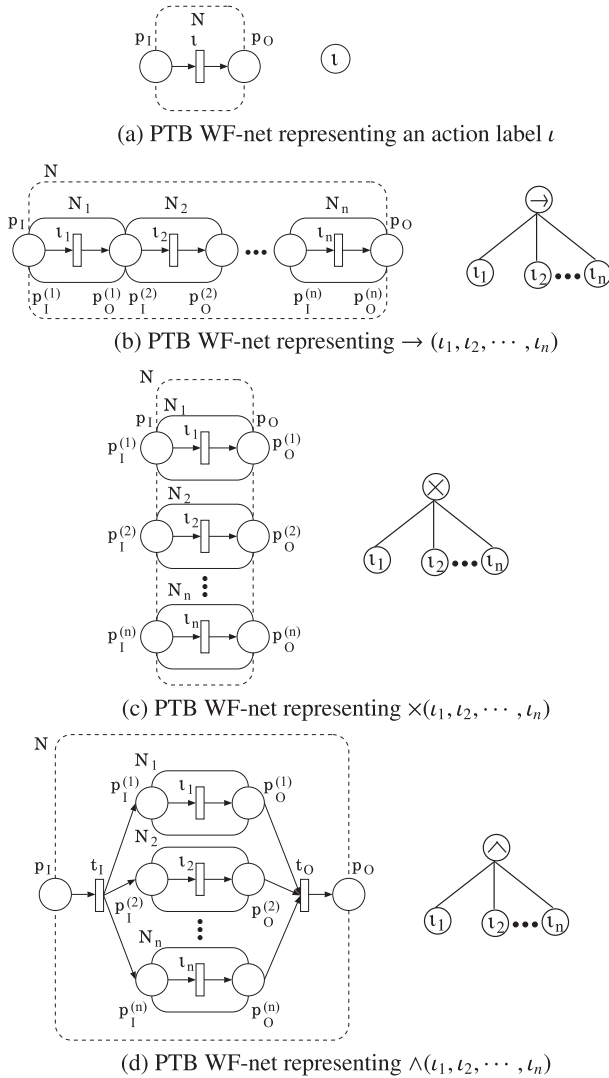 N
p_I ι p_O ι
(a) PTB WF-net representing an action label ι
N
p_I N_1 N_2 N_n p_O →
ι_1 ι_2 ••• ι_n
p_I^(1) p_O^(1) p_I^(2) p_O^(2) p_I^(n) p_O^(n) ι_1 ι_2 ••• ι_n
(b) PTB WF-net representing → (ι_1, ι_2, ⋯ , ι_n)
N
p_I N_1 p_O
p_I^(1) ι_1 p_O^(1)
N_2 ×
p_I^(2) ι_2 p_O^(2) ι_1 ι_2 ••• ι_n
N_n
p_I^(n) ι_n p_O^(n)
(c) PTB WF-net representing ×(ι_1, ι_2, ⋯ , ι_n)
N
N_1
p_I^(1) ι_1 p_O^(1)
N_2 ∧
p_I t_I ι_2 t_O p_O
p_I^(2) p_O^(2) ι_1 ι_2 ••• ι_n
N_n
ι_n
p_I^(n) p_O^(n)
(d) PTB WF-net representing ∧(ι_1, ι_2, ⋯ , ι_n)